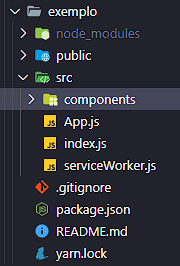 exemplo
node_modules
public
src
components
App.js
index.js
serviceWorker.js
.gitignore
package.json
README.md
yarn.lock